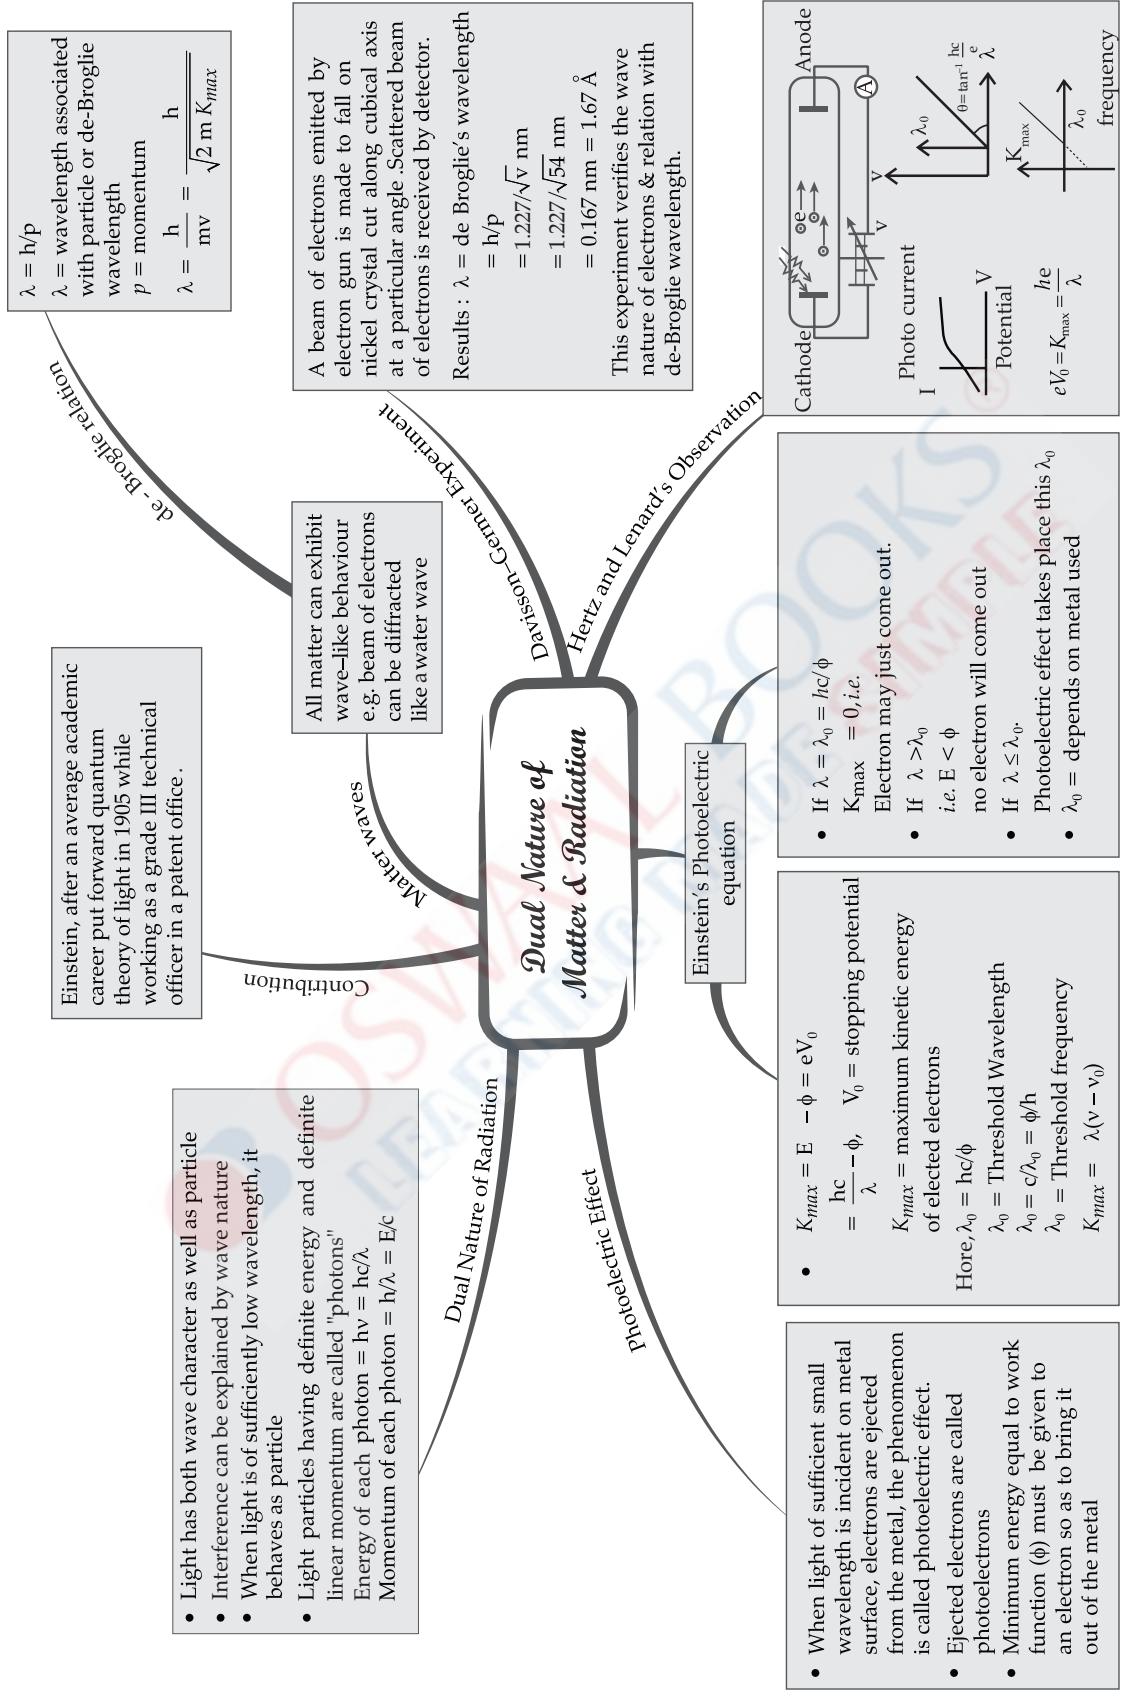 Dual Nature of
Matter & Radiation
Dual Nature of Radiation
• Light has both wave character as well as particle
• Interference can be explained by wave nature
• When light is of sufficiently low wavelength, it
behaves as particle
• Light particles having definite energy and definite
linear momentum are called "photons"
Energy of each photon = hν = hc/λ
Momentum of each photon = h/λ = E/c
Contribution
Einstein, after an average academic
career put forward quantum
theory of light in 1905 while
working as a grade III technical
officer in a patent office .
Matter waves
All matter can exhibit
wave–like behaviour
e.g. beam of electrons
can be diffracted
like a water wave
de - Broglie relation
λ = h/p
λ = wavelength associated
with particle or de-Broglie
wavelength
p = momentum
λ = h/mv = h/√2 m Kmax
Davisson–Germer Experiment
A beam of electrons emitted by
electron gun is made to fall on
nickel crystal cut along cubical axis
at a particular angle .Scattered beam
of electrons is received by detector.
Results : λ = de Broglie's wavelength
= h/p
= 1.227/√v nm
= 1.227/√54 nm
= 0.167 nm = 1.67 Å
This experiment verifies the wave
nature of electrons & relation with
de-Broglie wavelength.
Hertz and Lenard's Observation
Cathode
Anode
e
A
v
Photo current
I
V
Potential
v
λ₀
θ=tan⁻¹ hc/e
λ
Kmax
λ₀
frequency
eV₀ = Kmax = he/λ
Photoelectric Effect
• When light of sufficient small
wavelength is incident on metal
surface, electrons are ejected
from the metal, the phenomenon
is called photoelectric effect.
• Ejected electrons are called
photoelectrons
• Minimum energy equal to work
function (ϕ) must be given to
an electron so as to bring it
out of the metal
Einstein's Photoelectric
equation
• Kmax = E – ϕ = eV₀
= hc/λ – ϕ, V₀ = stopping potential
Kmax = maximum kinetic energy
of elected electrons
Hore, λ₀ = hc/ϕ
λ₀ = Threshold Wavelength
λ₀ = c/λ₀ = ϕ/h
λ₀ = Threshold frequency
Kmax = λ(ν – ν₀)
• If λ = λ₀ = hc/ϕ
Kmax = 0, i.e.
Electron may just come out.
• If λ >λ₀
i.e. E < ϕ
no electron will come out
• If λ ≤ λ₀.
Photoelectric effect takes place this λ₀
• λ₀ = depends on metal used
OSWAAL BOOKS®
LEARNING MADE SIMPLE